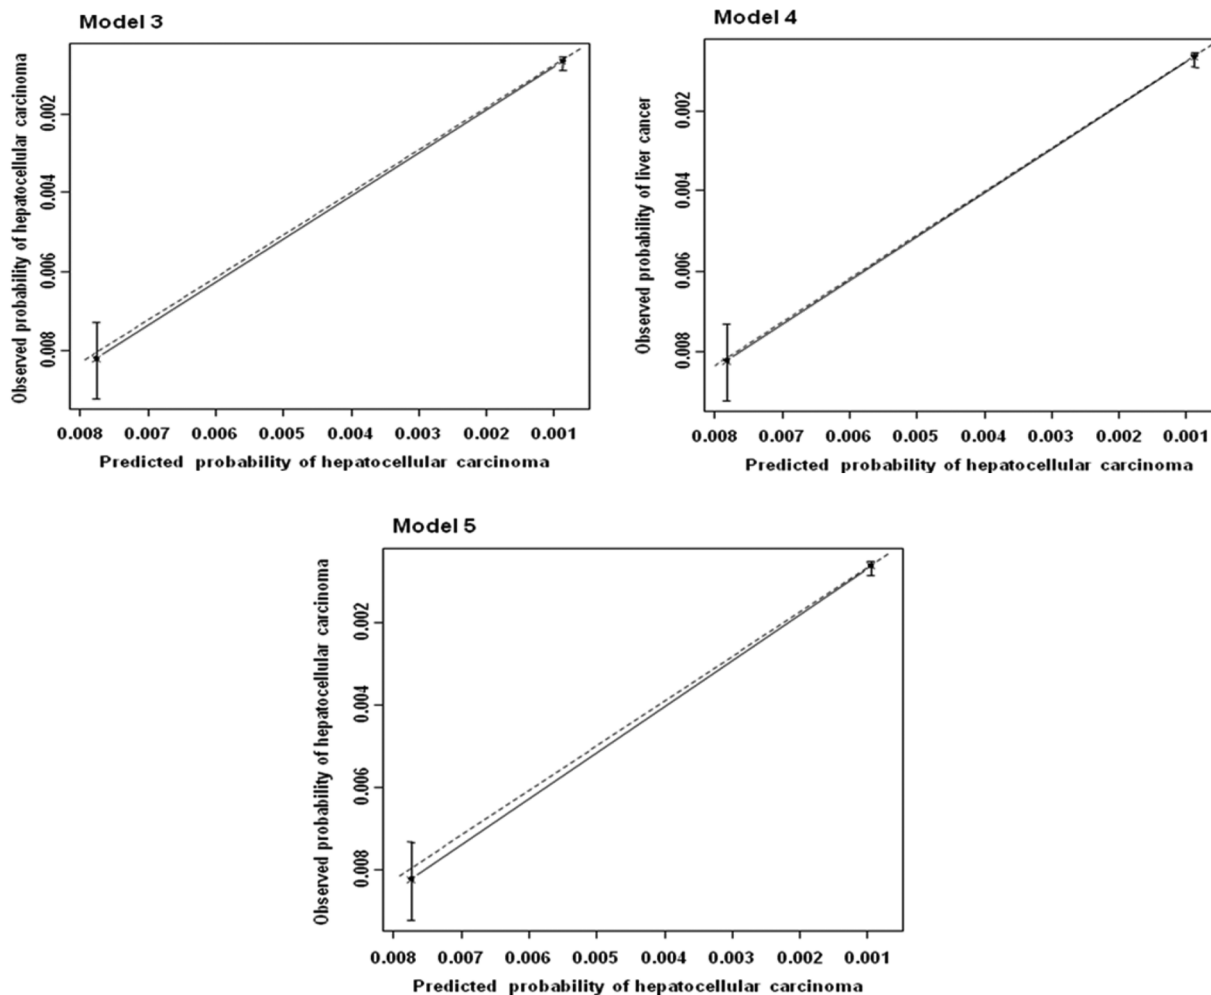 Model 3
Observed probability of hepatocellular carcinoma
0.002
0.004
0.006
0.008
0.008 0.007 0.006 0.005 0.004 0.003 0.002 0.001
Predicted probability of hepatocellular carcinoma
Model 4
Observed probability of liver cancer
0.002
0.004
0.006
0.008
0.008 0.007 0.006 0.005 0.004 0.003 0.002 0.001
Predicted probability of hepatocellular carcinoma
Model 5
Observed probability of hepatocellular carcinoma
0.002
0.004
0.006
0.008
0.008 0.007 0.006 0.005 0.004 0.003 0.002 0.001
Predicted probability of hepatocellular carcinoma